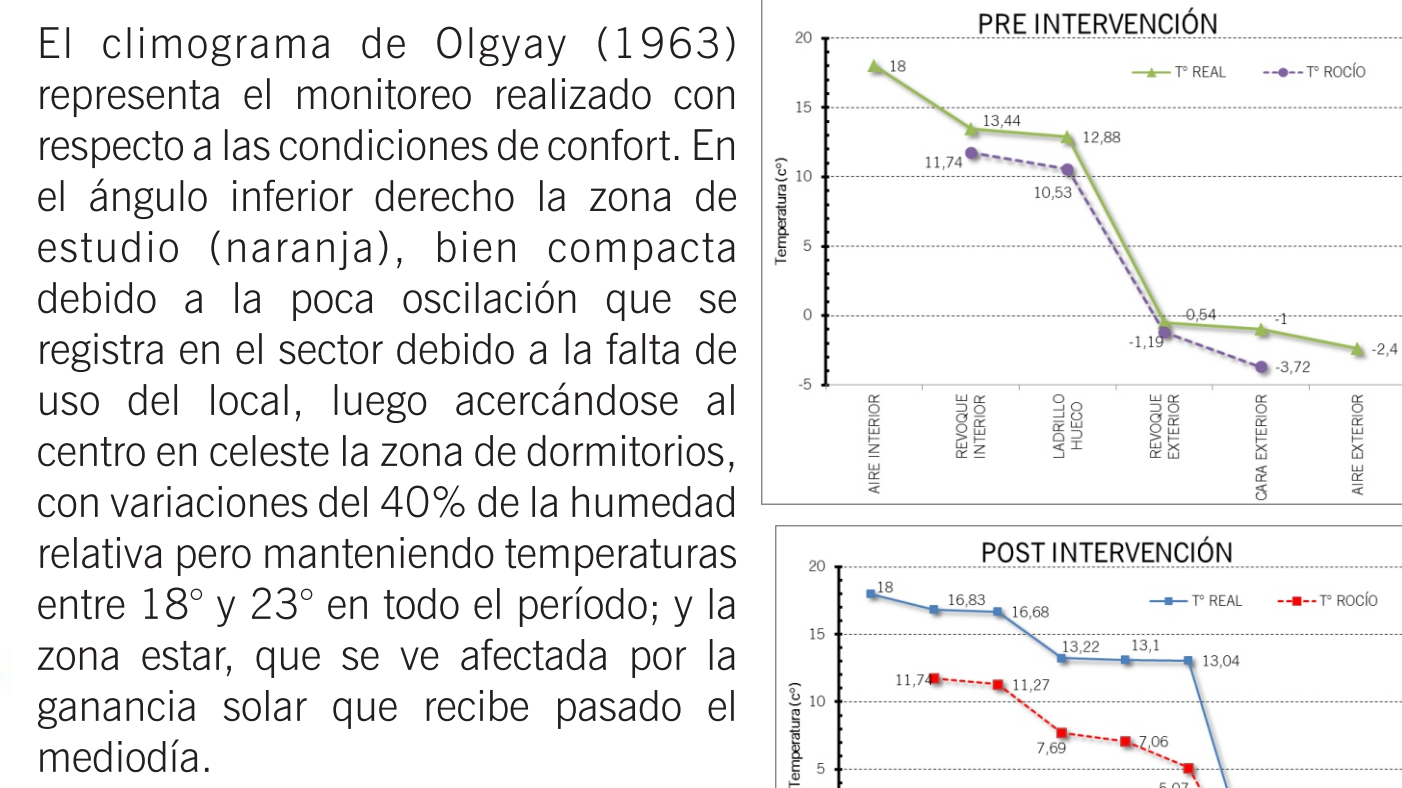 El climograma de Olgyay (1963)
representa el monitoreo realizado con
respecto a las condiciones de confort. En
el ángulo inferior derecho la zona de
estudio (naranja), bien compacta
debido a la poca oscilación que se
registra en el sector debido a la falta de
uso del local, luego acercándose al
centro en celeste la zona de dormitorios,
con variaciones del 40% de la humedad
relativa pero manteniendo temperaturas
entre 18° y 23° en todo el período; y la
zona estar, que se ve afectada por la
ganancia solar que recibe pasado el
mediodía.
PRE INTERVENCIÓN
T° REAL
T° ROCÍO
Temperatura (c°)
20
15
10
5
0
-5
18
13,44
12,88
11,74
10,53
-0,54
-1
-1,19
-2,4
-3,72
AIRE INTERIOR
REVOQUE
INTERIOR
LADRILLO
HUECO
REVOQUE
EXTERIOR
CARA EXTERIOR
AIRE EXTERIOR
POST INTERVENCIÓN
T° REAL
T° ROCÍO
Temperatura (c°)
20
15
10
5
18
16,83
16,68
13,22
13,1
13,04
11,74
11,27
7,69
7,06
5,07